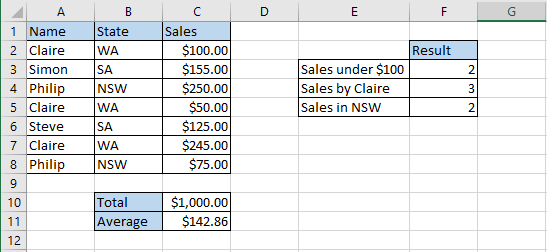 A B C D E F G
1 Name State Sales
2 Claire WA $100.00 Result
3 Simon SA $155.00 Sales under $100 2
4 Philip NSW $250.00 Sales by Claire 3
5 Claire WA $50.00 Sales in NSW 2
6 Steve SA $125.00
7 Claire WA $245.00
8 Philip NSW $75.00
9
10 Total $1,000.00
11 Average $142.86
12